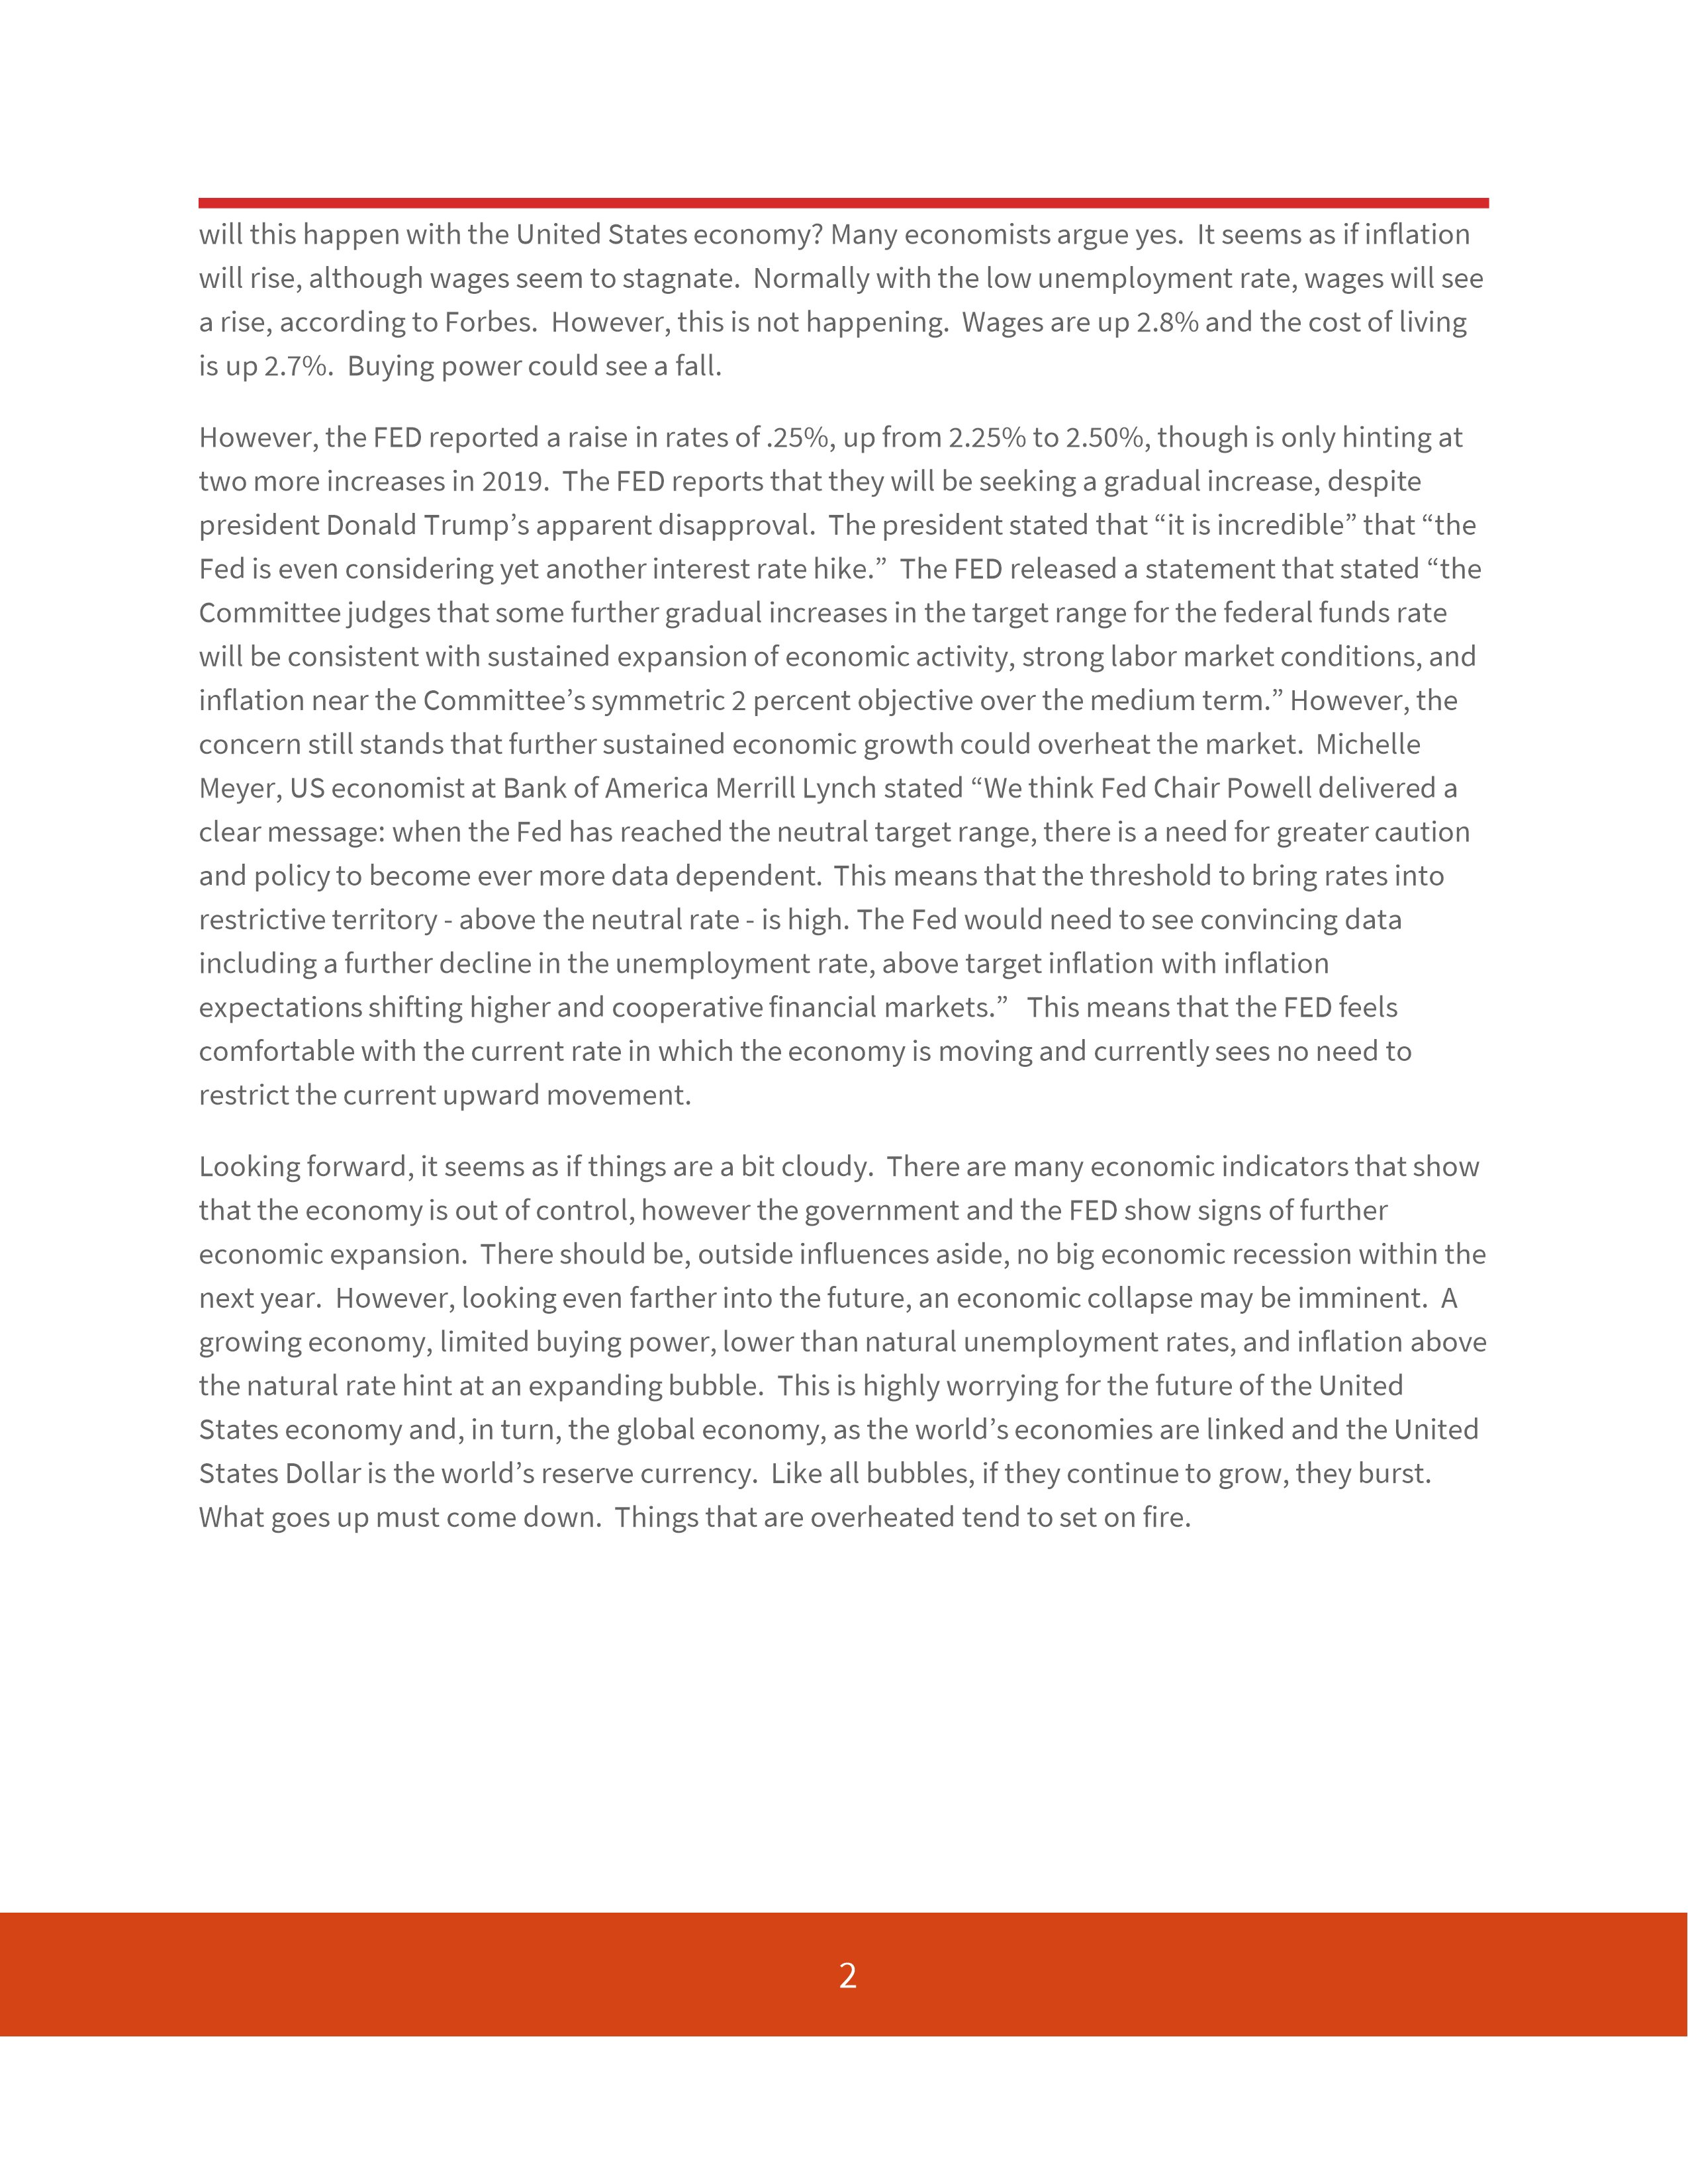 will this happen with the United States economy? Many economists argue yes.  It seems as if inflation
will rise, although wages seem to stagnate.  Normally with the low unemployment rate, wages will see
a rise, according to Forbes.  However, this is not happening.  Wages are up 2.8% and the cost of living
is up 2.7%.  Buying power could see a fall.
However, the FED reported a raise in rates of .25%, up from 2.25% to 2.50%, though is only hinting at
two more increases in 2019.  The FED reports that they will be seeking a gradual increase, despite
president Donald Trump’s apparent disapproval.  The president stated that “it is incredible” that “the
Fed is even considering yet another interest rate hike.”  The FED released a statement that stated “the
Committee judges that some further gradual increases in the target range for the federal funds rate
will be consistent with sustained expansion of economic activity, strong labor market conditions, and
inflation near the Committee’s symmetric 2 percent objective over the medium term.” However, the
concern still stands that further sustained economic growth could overheat the market.  Michelle
Meyer, US economist at Bank of America Merrill Lynch stated “We think Fed Chair Powell delivered a
clear message: when the Fed has reached the neutral target range, there is a need for greater caution
and policy to become ever more data dependent.  This means that the threshold to bring rates into
restrictive territory - above the neutral rate - is high. The Fed would need to see convincing data
including a further decline in the unemployment rate, above target inflation with inflation
expectations shifting higher and cooperative financial markets.”   This means that the FED feels
comfortable with the current rate in which the economy is moving and currently sees no need to
restrict the current upward movement.
Looking forward, it seems as if things are a bit cloudy.  There are many economic indicators that show
that the economy is out of control, however the government and the FED show signs of further
economic expansion.  There should be, outside influences aside, no big economic recession within the
next year.  However, looking even farther into the future, an economic collapse may be imminent.  A
growing economy, limited buying power, lower than natural unemployment rates, and inflation above
the natural rate hint at an expanding bubble.  This is highly worrying for the future of the United
States economy and, in turn, the global economy, as the world’s economies are linked and the United
States Dollar is the world’s reserve currency.  Like all bubbles, if they continue to grow, they burst.
What goes up must come down.  Things that are overheated tend to set on fire.
2